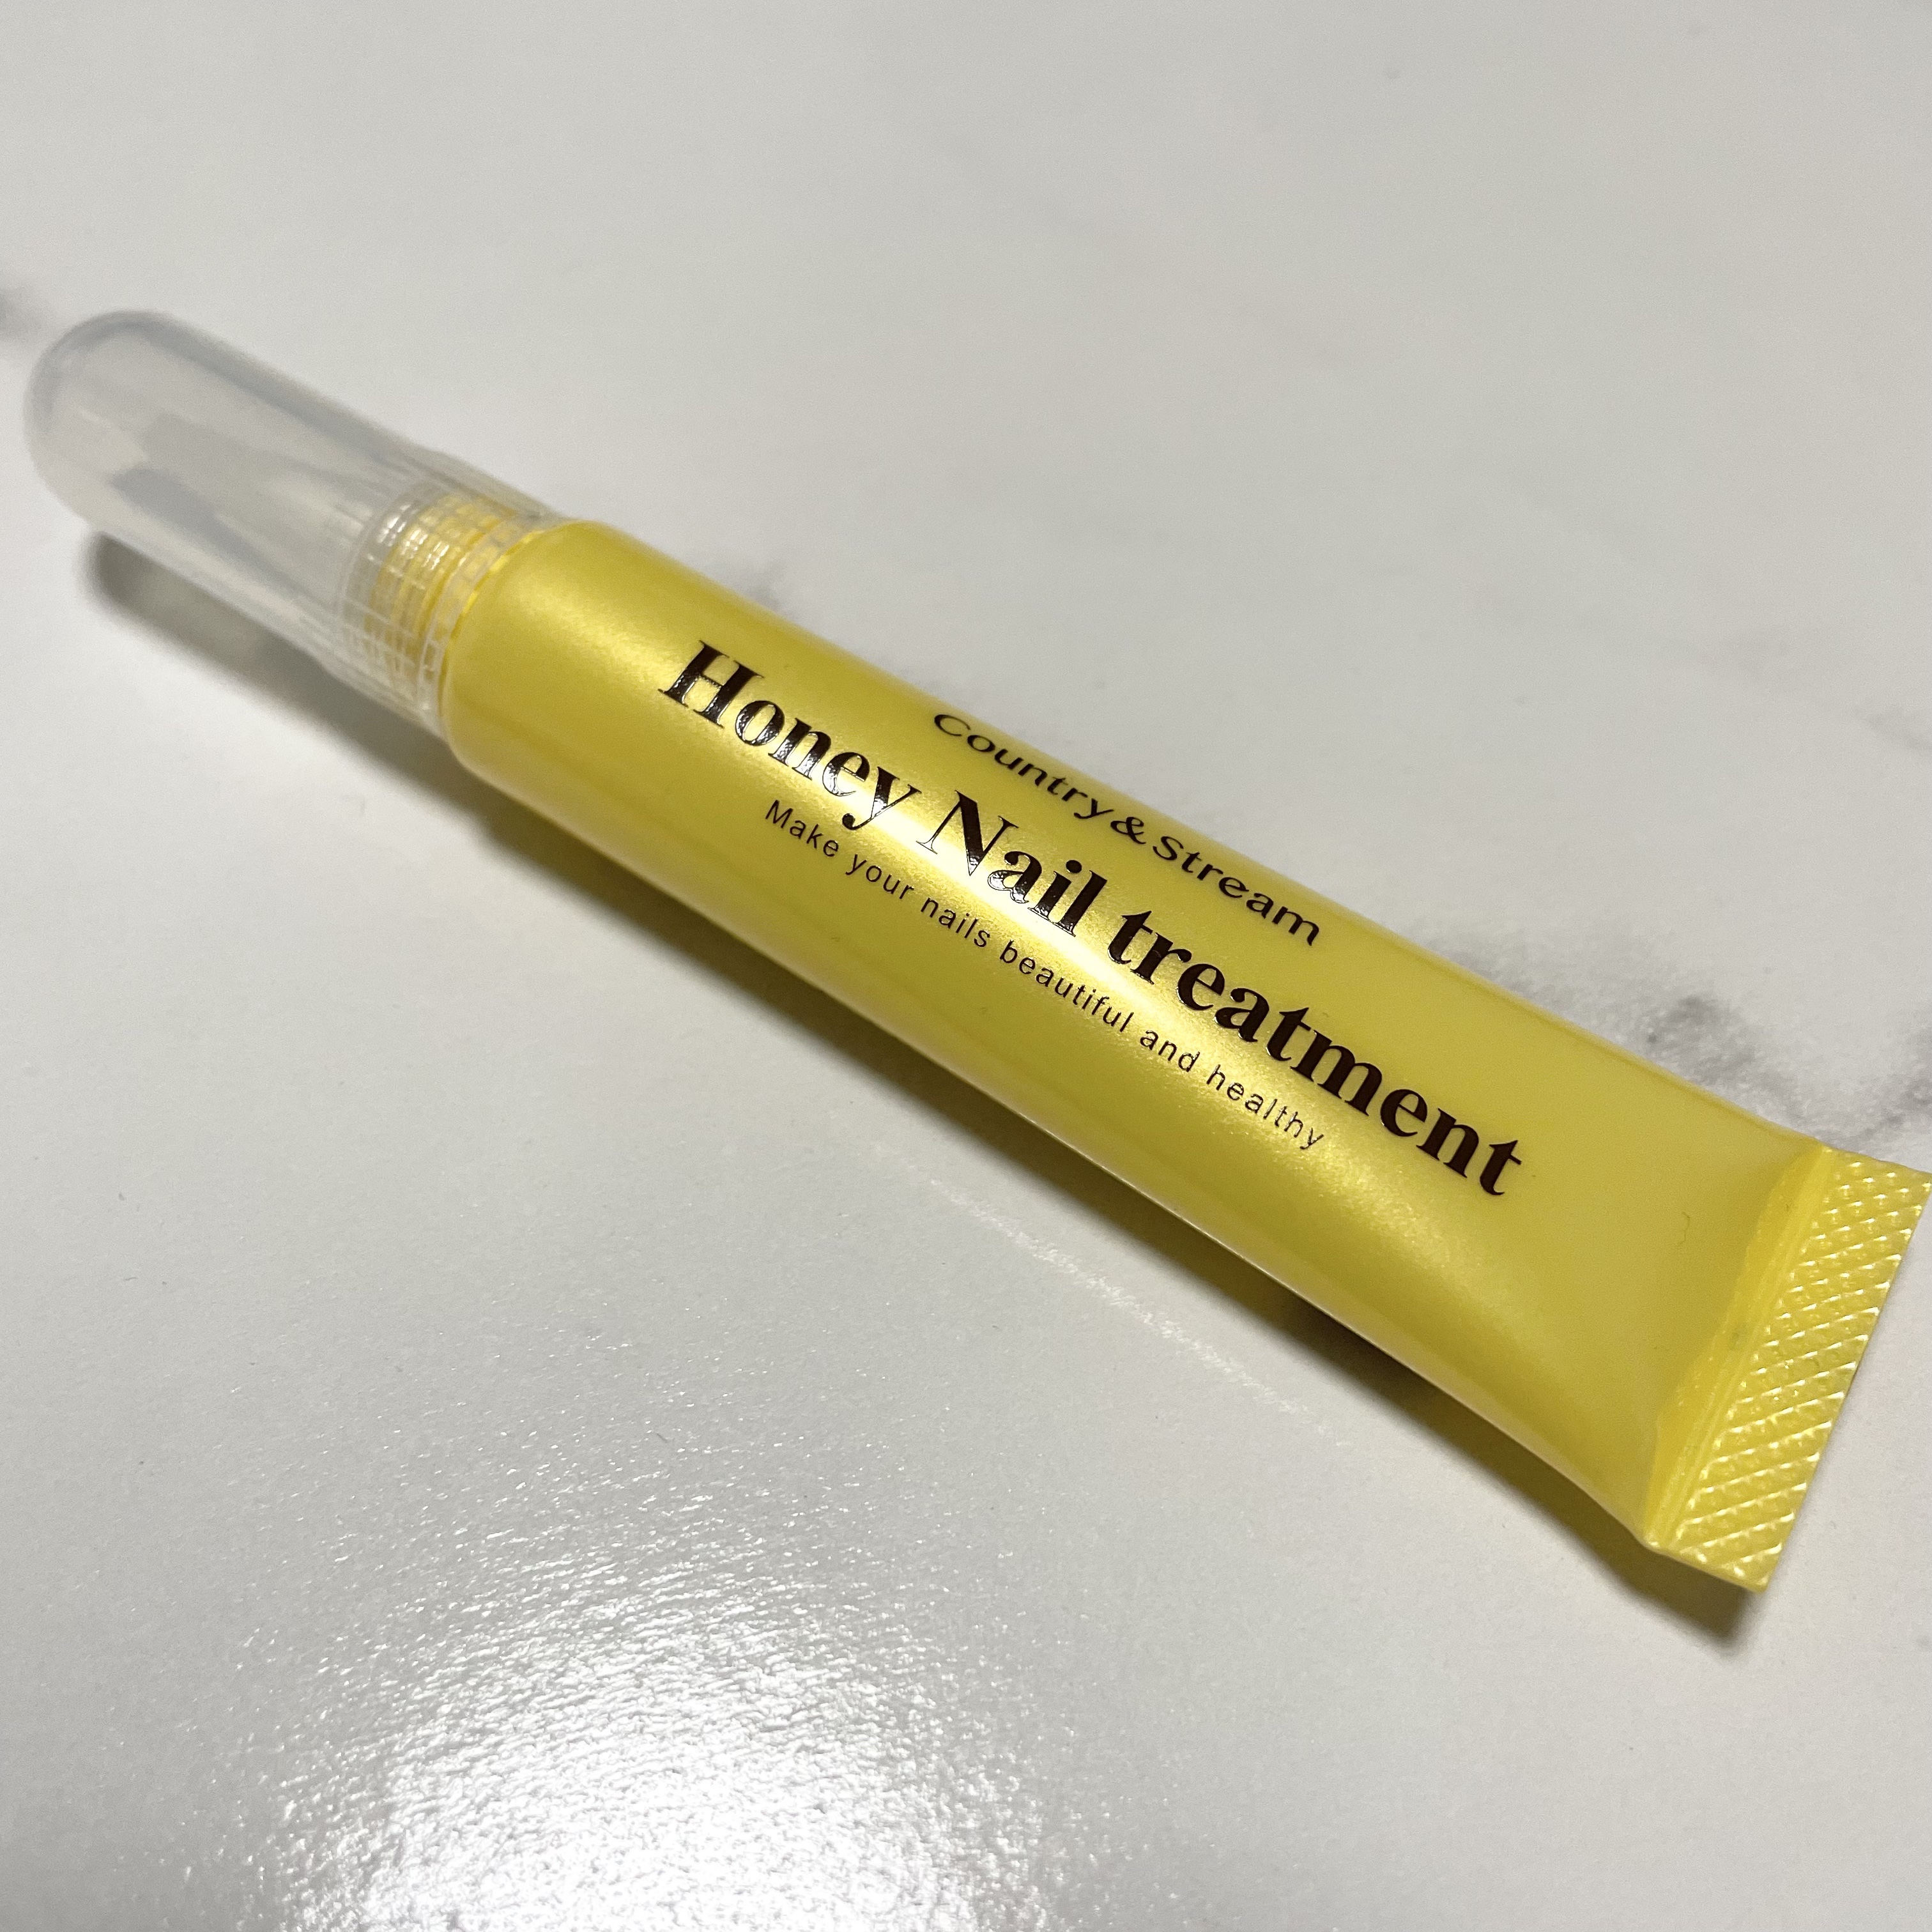 Country&Stream
Honey Nail treatment
Make your nails beautiful and healthy